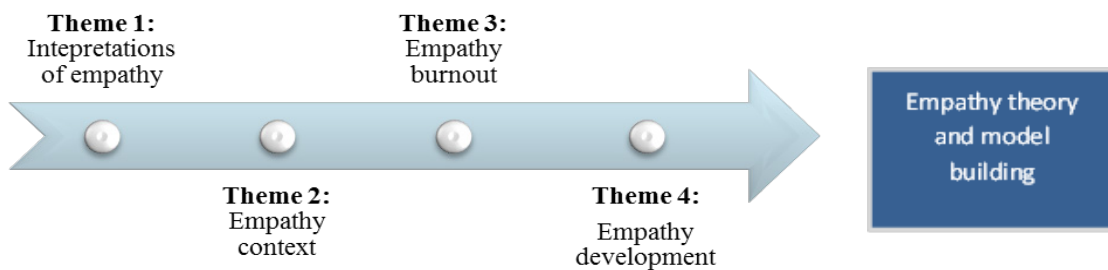 Theme 1:
Intepretations
of empathy
Theme 2:
Empathy
context
Theme 3:
Empathy
burnout
Theme 4:
Empathy
development
Empathy theory
and model
building